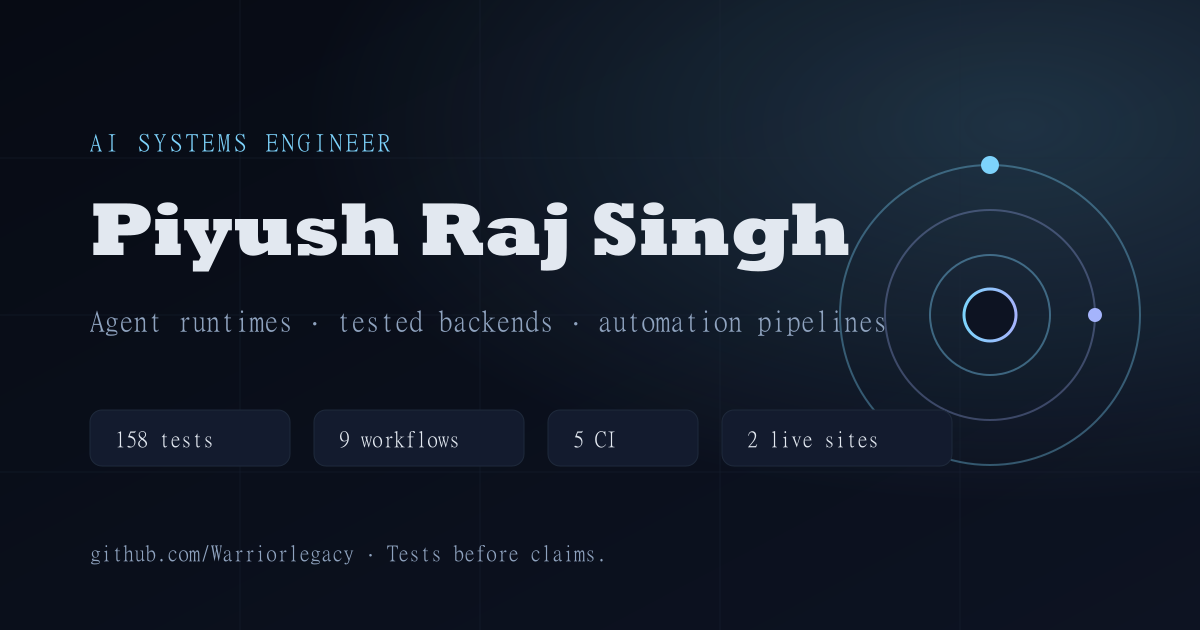 AI SYSTEMS ENGINEER
Piyush Raj Singh
Agent runtimes · tested backends · automation pipelines
158 tests
9 workflows
5 CI
2 live sites
github.com/Warriorlegacy · Tests before claims.